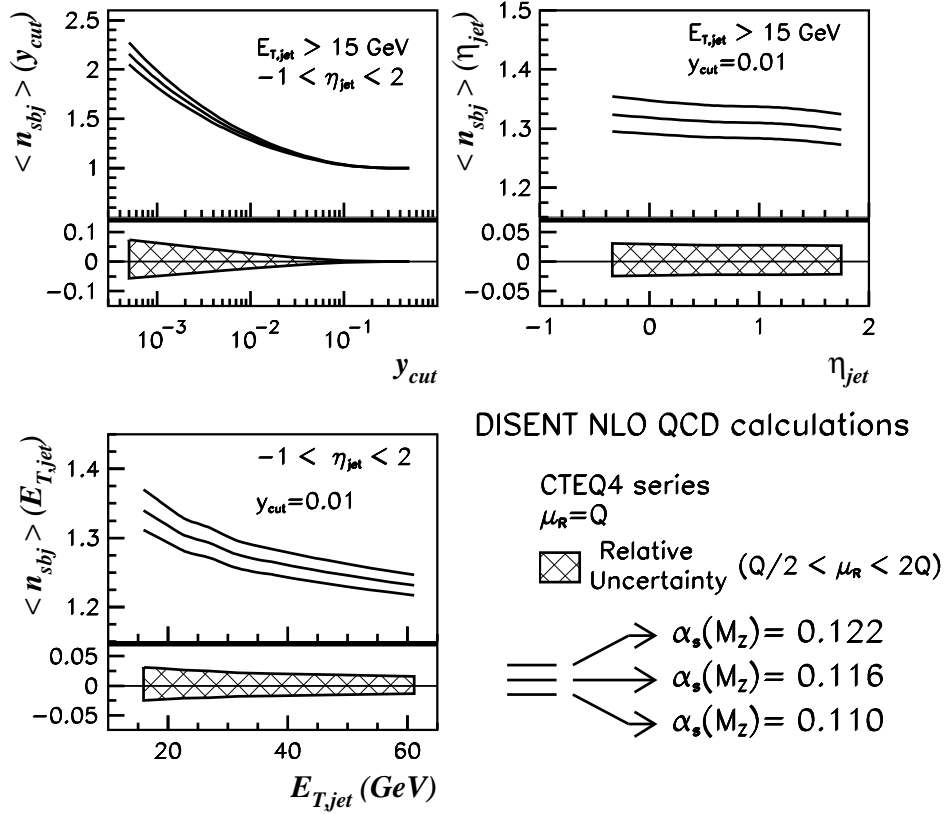 < n_sbj > (y_cut)
2.5
2
1.5
1
E_T,jet > 15 GeV
−1 < η_jet < 2
0.1
0
−0.1
10^−3 10^−2 10^−1
y_cut
< n_sbj > (η_jet)
1.5
1.4
1.3
1.2
E_T,jet > 15 GeV
y_cut=0.01
0.05
0
−0.05
−1 0 1 2
η_jet
< n_sbj > (E_T,jet)
1.4
1.3
1.2
−1 < η_jet < 2
y_cut=0.01
0.05
0
−0.05
20 40 60
E_T,jet (GeV)
DISENT NLO QCD calculations
CTEQ4 series
μ_R=Q
Relative
Uncertainty (Q/2 < μ_R < 2Q)
α_s(M_Z)= 0.122
α_s(M_Z)= 0.116
α_s(M_Z)= 0.110